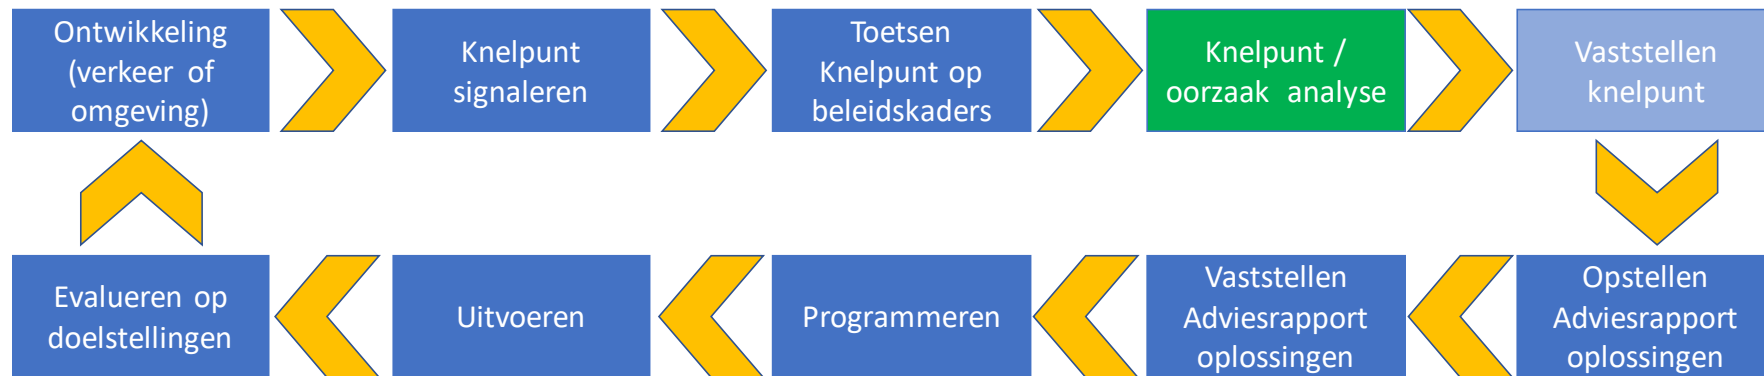 Ontwikkeling
(verkeer of
omgeving)
Knelpunt
signaleren
Toetsen
Knelpunt op
beleidskaders
Knelpunt /
oorzaak analyse
Vaststellen
knelpunt
Evalueren op
doelstellingen
Uitvoeren
Programmeren
Vaststellen
Adviesrapport
oplossingen
Opstellen
Adviesrapport
oplossingen